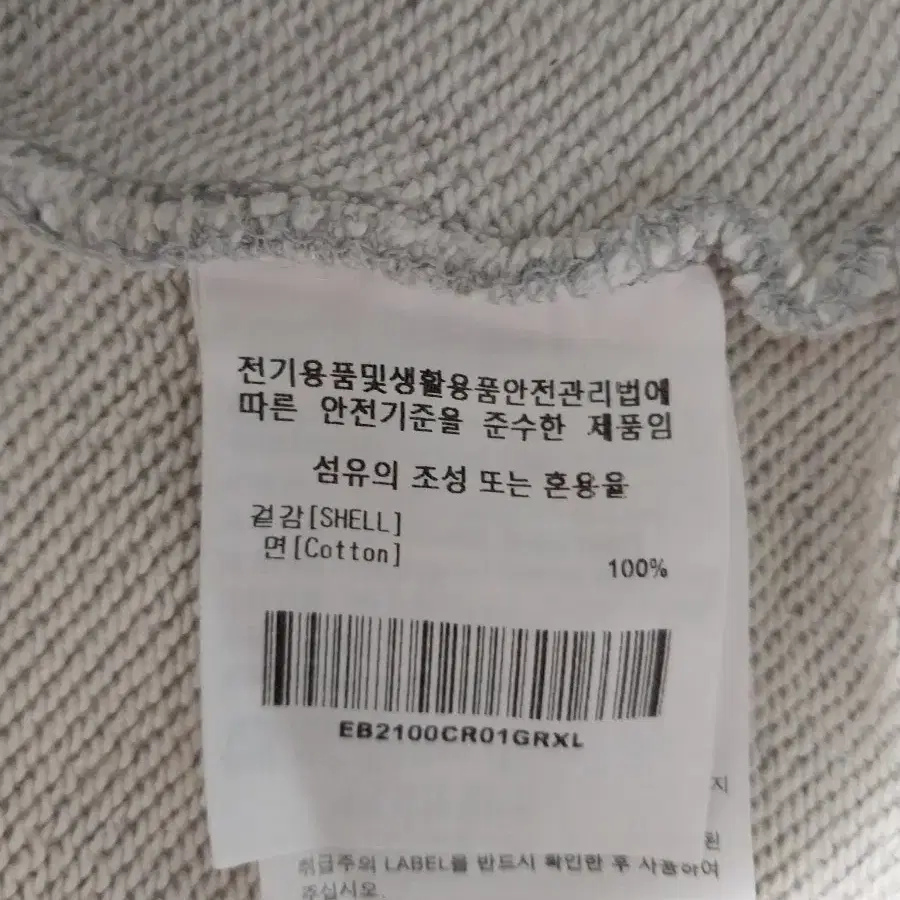 전기용품및생활용품안전관리법에
따른 안전기준을 준수한 제품임
섬유의 조성 또는 혼용율
겉감[SHELL]
면[Cotton] 100%
EB2100CR01GRXL
지
된
취급주의 LABEL을 반드시 확인한 후 사용하여
주십시오.